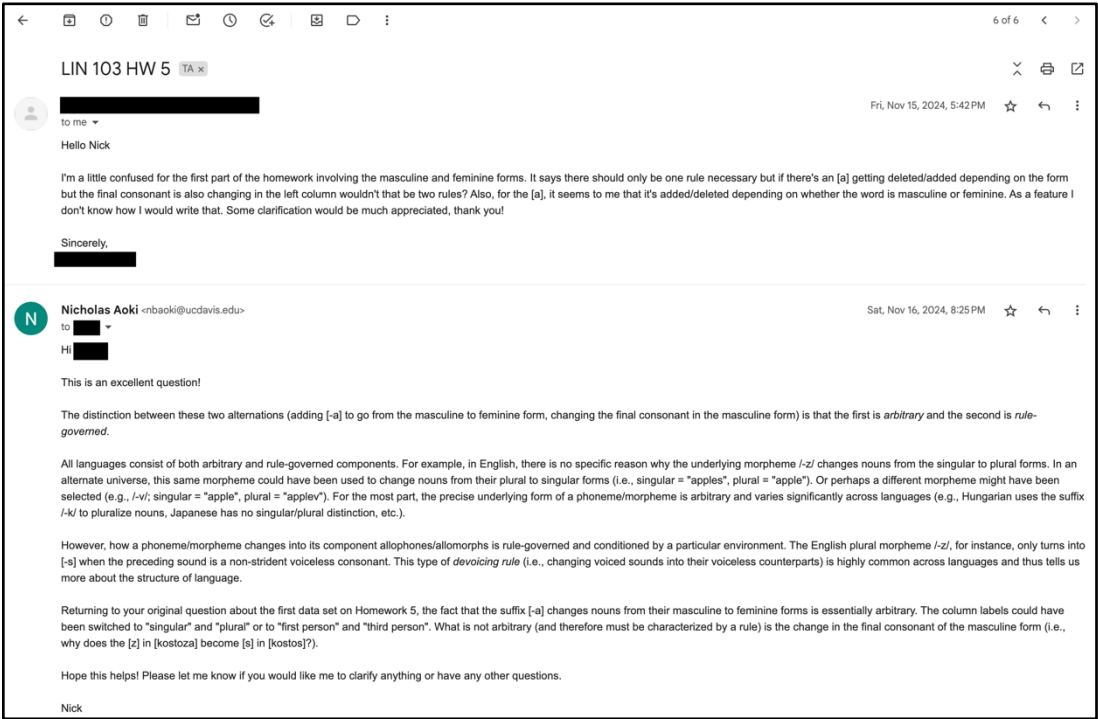 6 of 6
LIN 103 HW 5 TA ×
Fri, Nov 15, 2024, 5:42 PM
to me
Hello Nick
I'm a little confused for the first part of the homework involving the masculine and feminine forms. It says there should only be one rule necessary but if there's an [a] getting deleted/added depending on the form
but the final consonant is also changing in the left column wouldn't that be two rules? Also, for the [a], it seems to me that it's added/deleted depending on whether the word is masculine or feminine. As a feature I
don't know how I would write that. Some clarification would be much appreciated, thank you!
Sincerely,
N
Nicholas Aoki <nbaoki@ucdavis.edu>
Sat, Nov 16, 2024, 8:25 PM
to
Hi
This is an excellent question!
The distinction between these two alternations (adding [-a] to go from the masculine to feminine form, changing the final consonant in the masculine form) is that the first is arbitrary and the second is rule-
governed.
All languages consist of both arbitrary and rule-governed components. For example, in English, there is no specific reason why the underlying morpheme /-z/ changes nouns from the singular to plural forms. In an
alternate universe, this same morpheme could have been used to change nouns from their plural to singular forms (i.e., singular = "apples", plural = "apple"). Or perhaps a different morpheme might have been
selected (e.g., /-v/; singular = "apple", plural = "applev"). For the most part, the precise underlying form of a phoneme/morpheme is arbitrary and varies significantly across languages (e.g., Hungarian uses the suffix
/-k/ to pluralize nouns, Japanese has no singular/plural distinction, etc.).
However, how a phoneme/morpheme changes into its component allophones/allomorphs is rule-governed and conditioned by a particular environment. The English plural morpheme /-z/, for instance, only turns into
[-s] when the preceding sound is a non-strident voiceless consonant. This type of devoicing rule (i.e., changing voiced sounds into their voiceless counterparts) is highly common across languages and thus tells us
more about the structure of language.
Returning to your original question about the first data set on Homework 5, the fact that the suffix [-a] changes nouns from their masculine to feminine forms is essentially arbitrary. The column labels could have
been switched to "singular" and "plural" or to "first person" and "third person". What is not arbitrary (and therefore must be characterized by a rule) is the change in the final consonant of the masculine form (i.e.,
why does the [z] in [kostoza] become [s] in [kostos]?).
Hope this helps! Please let me know if you would like me to clarify anything or have any other questions.
Nick